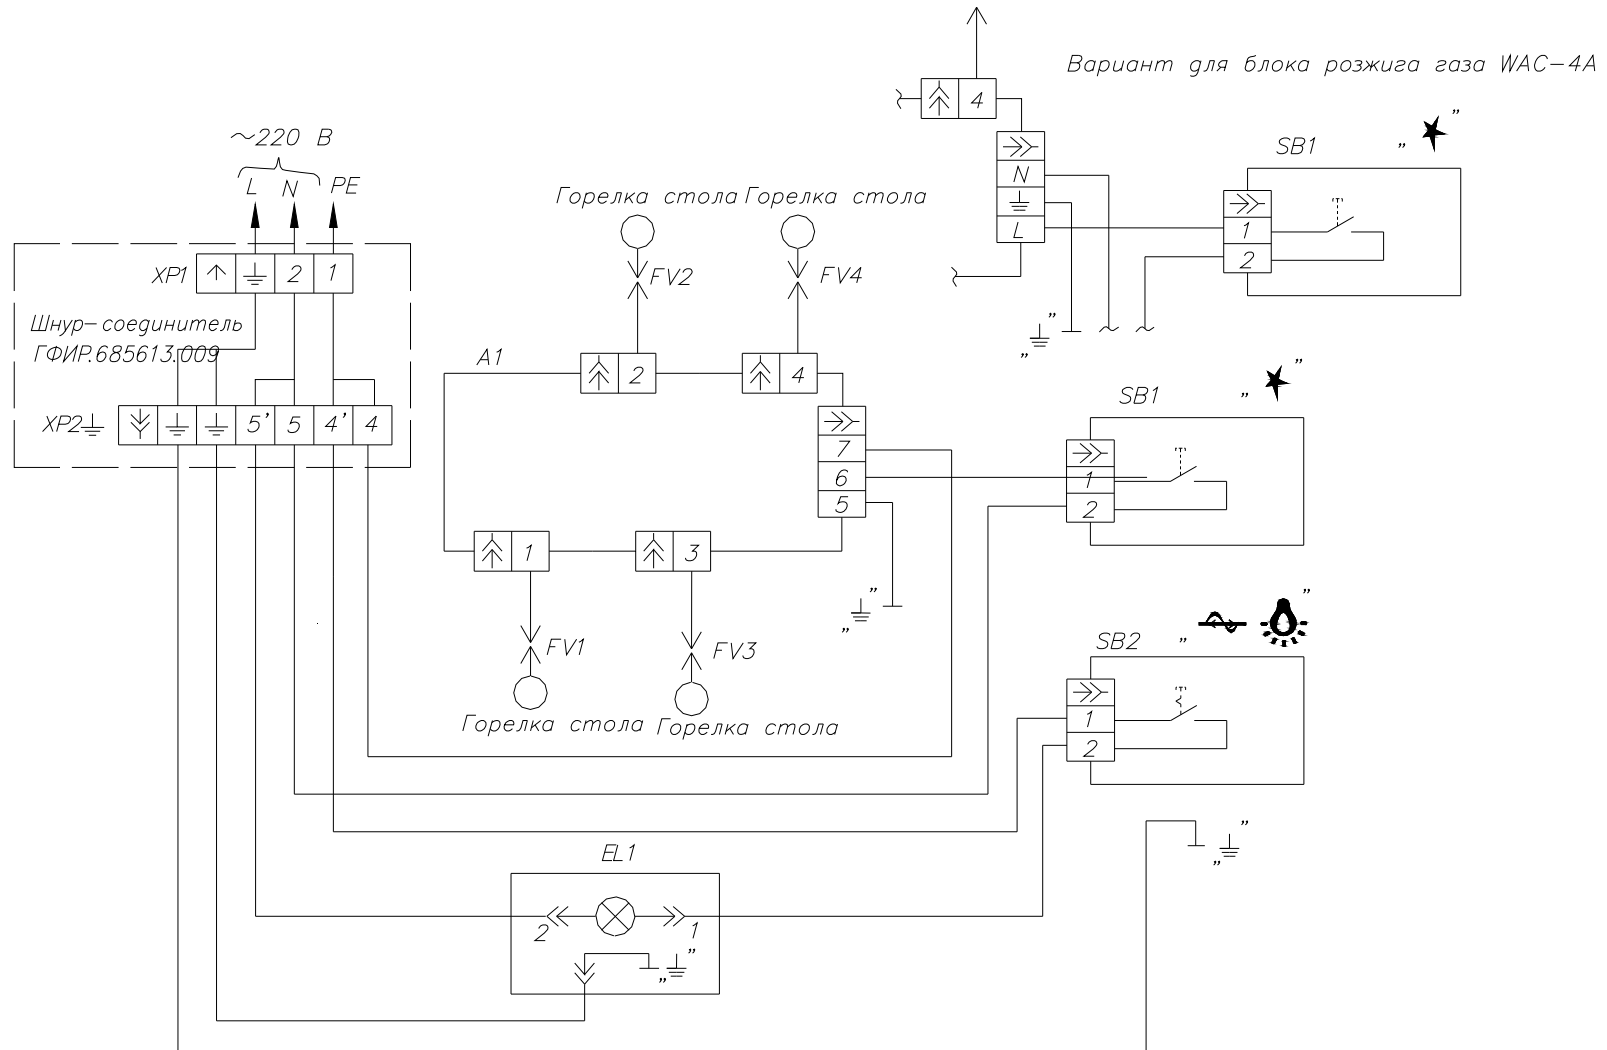 Вариант для блока розжига газа WAC-4A
4
N
L
SB1
„ ”
1
2
~220 В
L N PE
XP1
2 1
Шнур-соединитель
ГФИР.685613.009
XP2
5’ 5 4’ 4
Горелка стола Горелка стола
FV2 FV4
A1
2 4
7
6
5
1 3
„ ”
FV1 FV3
Горелка стола Горелка стола
„ ”
SB1
„ ”
1
2
SB2
„ ”
1
2
„ ”
EL1
2 1
„ ”